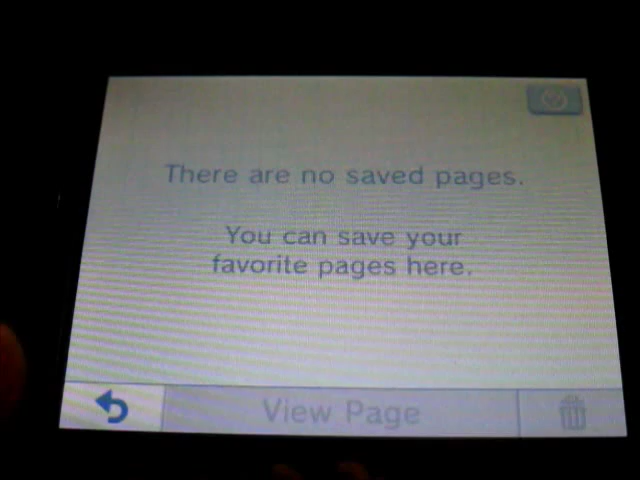 There are no saved pages.
You can save your
favorite pages here.
View Page